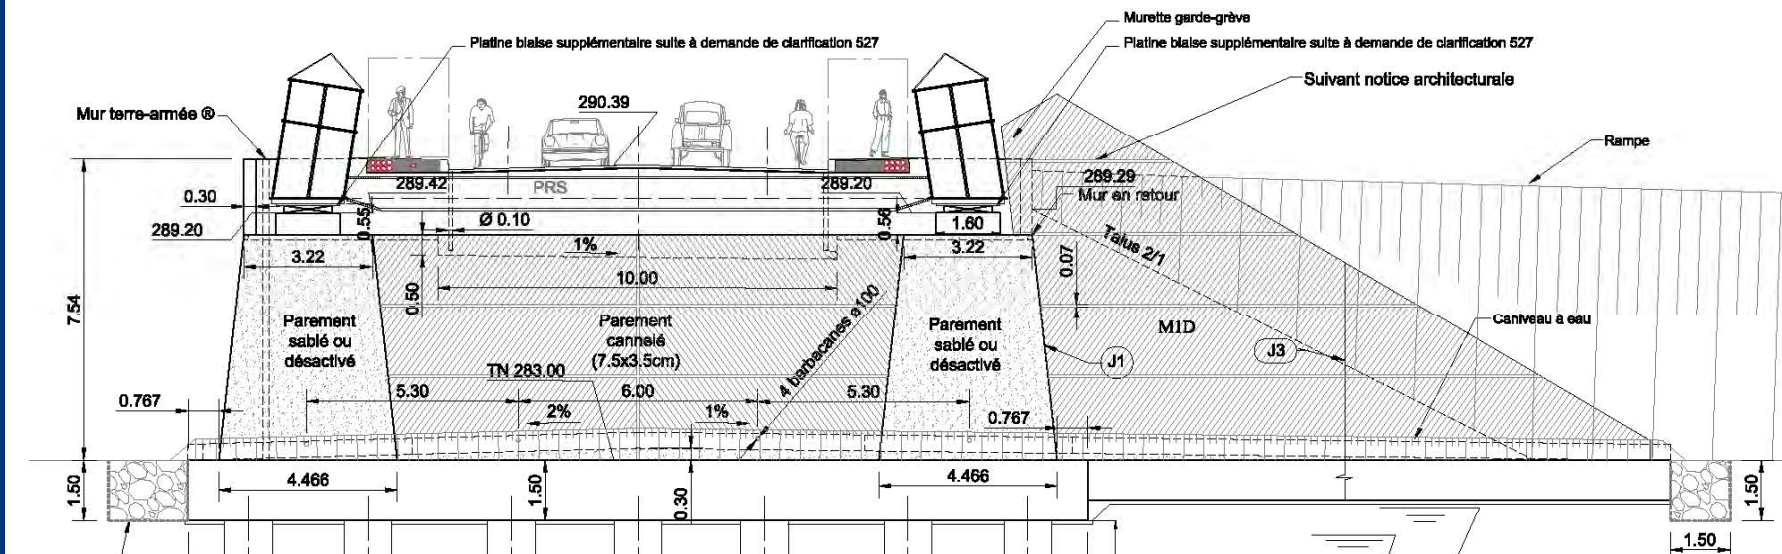 Murette garde-grève
Platine biaise supplémentaire suite à demande de clarification 527
Platine biaise supplémentaire suite à demande de clarification 527
Suivant notice architecturale
290.39
Mur terre-armée ®
Rampe
289.42
PRS
289.20
289.29
Mur en retour
0.30
0.55
Ø 0.10
0.56
1.60
289.20
1%
Talus 2/1
3.22
3.22
0.07
10.00
0.50
7.54
Parement
sablé ou
désactivé
Parement
cannelé
(7.5x3.5cm)
4 barbacanes ø100
Parement
sablé ou
désactivé
M1D
Caniveau à eau
J1
J3
TN 283.00
5.30
6.00
5.30
0.767
2%
1%
0.767
1.50
4.466
1.50
0.30
4.466
1.50
1.50